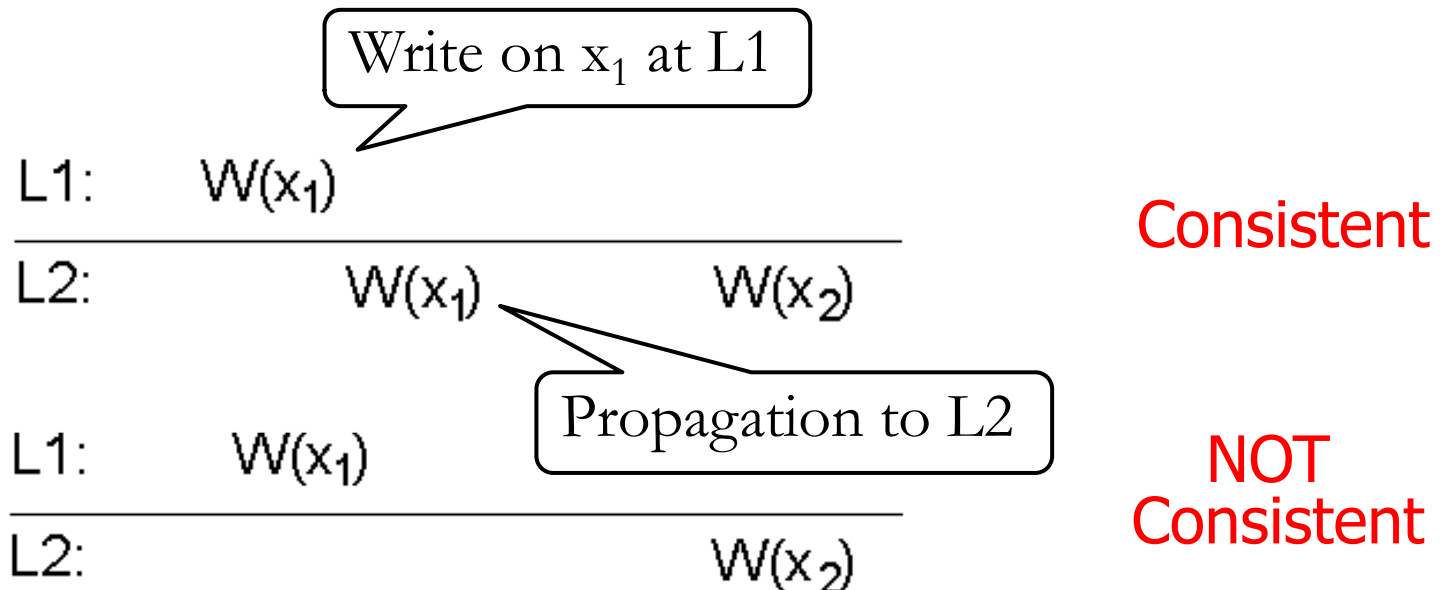 Write on x₁ at L1
L1: W(x₁)
Consistent
L2: W(x₁) W(x₂)
Propagation to L2
L1: W(x₁)
NOT
Consistent
L2: W(x₂)